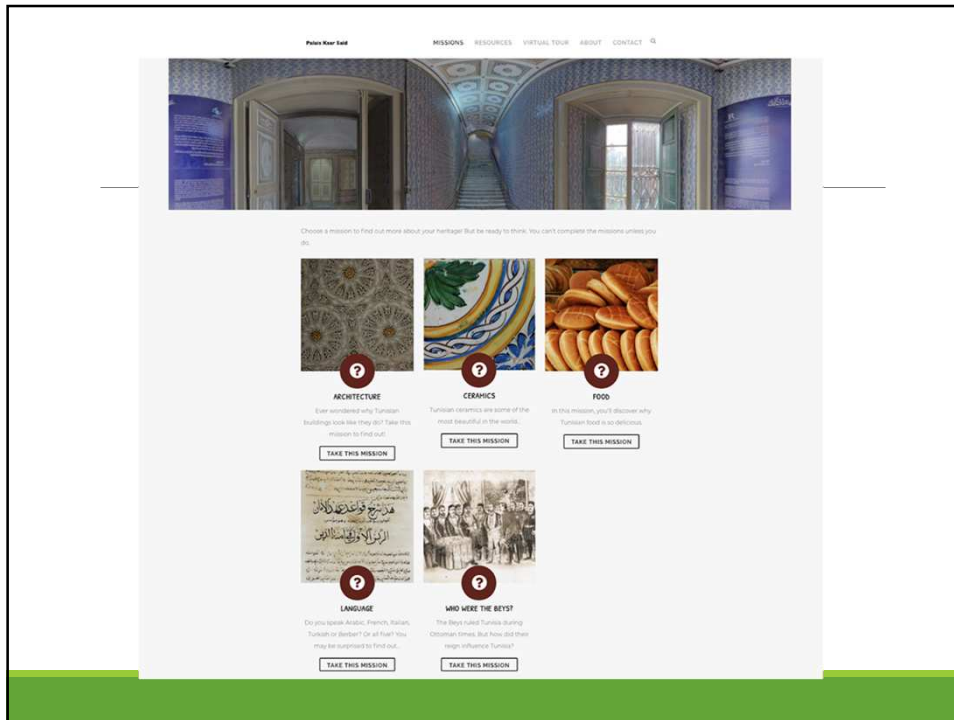 Palais Ksar Said
MISSIONS RESOURCES VIRTUAL TOUR ABOUT CONTACT
Choose a mission to find out more about your heritage! But be ready to think. You can't complete the missions unless you
do.
ARCHITECTURE
Ever wondered why Tunisian
buildings look like they do? Take this
mission to find out!
TAKE THIS MISSION
CERAMICS
Tunisian ceramics are some of the
most beautiful in the world...
TAKE THIS MISSION
FOOD
In this mission, you'll discover why
Tunisian food is so delicious.
TAKE THIS MISSION
LANGUAGE
Do you speak Arabic, French, Italian,
Turkish or Berber? Or all five? You
may be surprised to find out...
TAKE THIS MISSION
WHO WERE THE BEYS?
The Beys ruled Tunisia during
Ottoman times. But how did their
reign influence Tunisia?
TAKE THIS MISSION